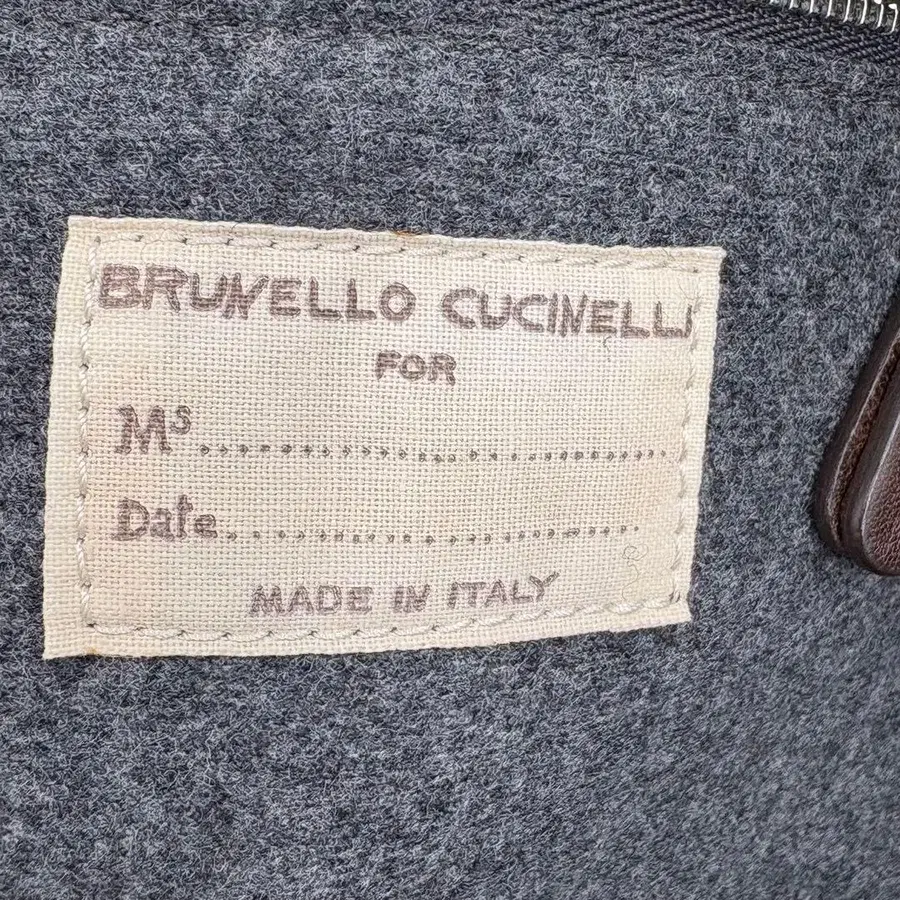 BRUNELLO CUCINELLI
FOR
Ms..............................
Date..............................
MADE IN ITALY